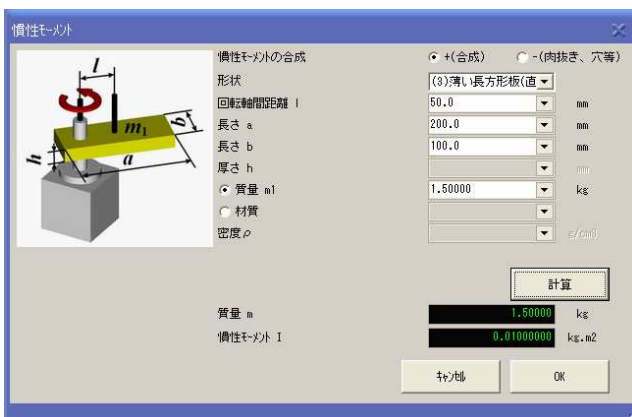 慣性モーメント
慣性モーメントの合成 +(合成) -(肉抜き、穴等)
形状 (3)薄い長方形板(直
回転軸間距離 l 50.0 mm
長さ a 200.0 mm
長さ b 100.0 mm
厚さ h mm
質量 m1 1.50000 kg
材質
密度ρ g/cm3
計算
質量 m 1.50000 kg
慣性モーメント I 0.01000000 kg.m2
キャンセル OK
l
m1
b
a
h